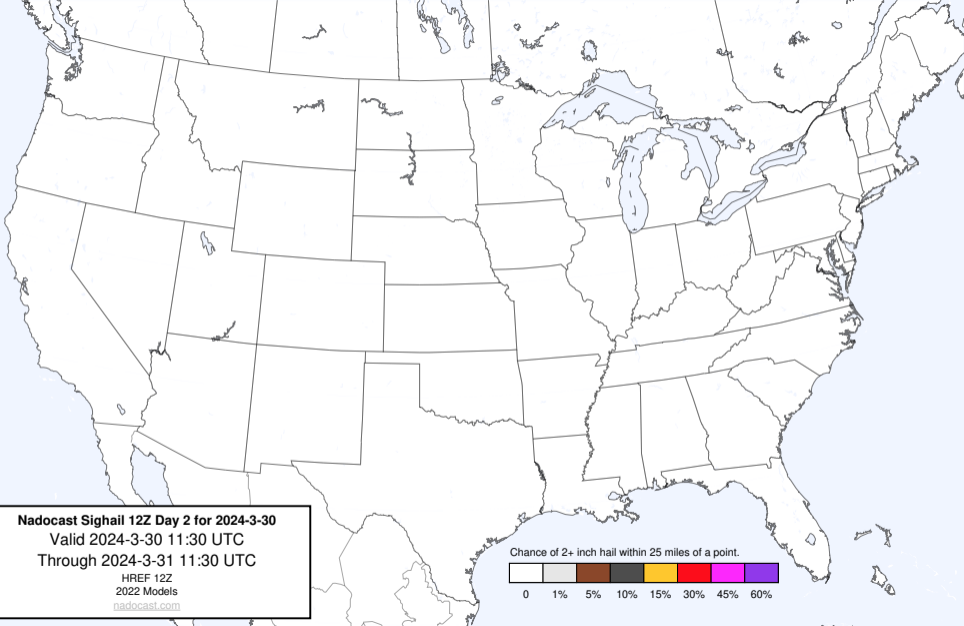 Nadocast Sighail 12Z Day 2 for 2024-3-30
Valid 2024-3-30 11:30 UTC
Through 2024-3-31 11:30 UTC
HREF 12Z
2022 Models
nadocast.com
Chance of 2+ inch hail within 25 miles of a point.
0 1% 5% 10% 15% 30% 45% 60%